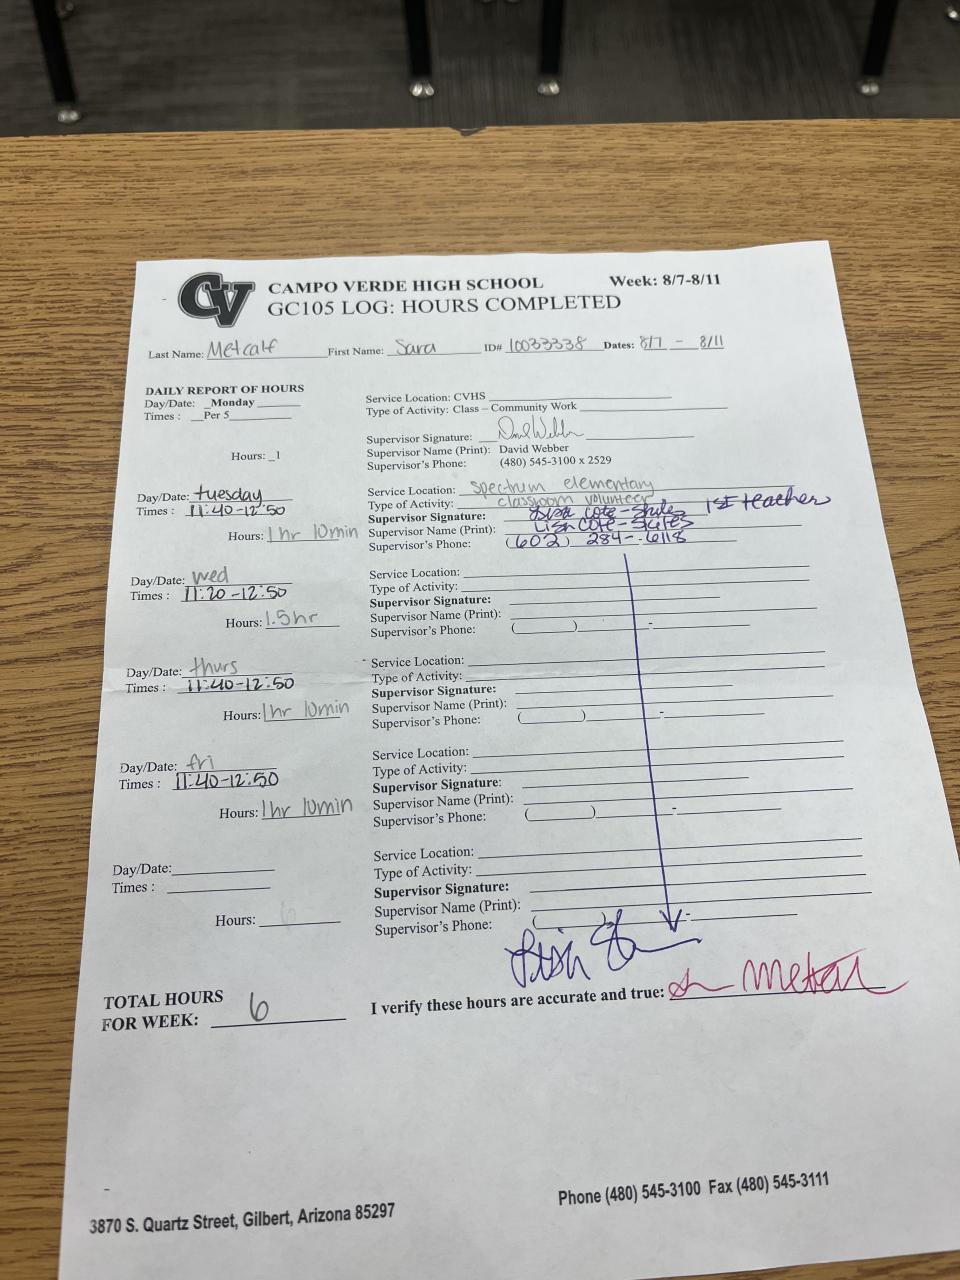 CV
CAMPO VERDE HIGH SCHOOL Week: 8/7-8/11
GC105 LOG: HOURS COMPLETED
Last Name: Metcalf First Name: Sara ID# 10033338 Dates: 8/7 - 8/11
DAILY REPORT OF HOURS
Day/Date: Monday
Times : Per 5
Hours: 1
Service Location: CVHS
Type of Activity: Class – Community Work
Supervisor Signature: David Webber
Supervisor Name (Print): David Webber
Supervisor's Phone: (480) 545-3100 x 2529
Day/Date: tuesday
Times : 11:40-12:50
Hours: 1 hr 10min
Service Location: spectrum elementary
Type of Activity: classroom volunteer
Supervisor Signature: 1st teacher
Supervisor Name (Print):
Supervisor's Phone: (602) 284-6118
Day/Date: wed
Times : 11:20-12:50
Hours: 1.5hr
Service Location:
Type of Activity:
Supervisor Signature:
Supervisor Name (Print):
Supervisor's Phone: ( ) -
Day/Date: thurs
Times : 11:40-12:50
Hours: 1 hr 10min
Service Location:
Type of Activity:
Supervisor Signature:
Supervisor Name (Print):
Supervisor's Phone: ( ) -
Day/Date: fri
Times : 11:40-12:50
Hours: 1 hr 10min
Service Location:
Type of Activity:
Supervisor Signature:
Supervisor Name (Print):
Supervisor's Phone: ( ) -
Day/Date:
Times :
Hours: 6
Service Location:
Type of Activity:
Supervisor Signature:
Supervisor Name (Print):
Supervisor's Phone: ( ) -
TOTAL HOURS
FOR WEEK: 6
I verify these hours are accurate and true: Metcalf
3870 S. Quartz Street, Gilbert, Arizona 85297
Phone (480) 545-3100 Fax (480) 545-3111